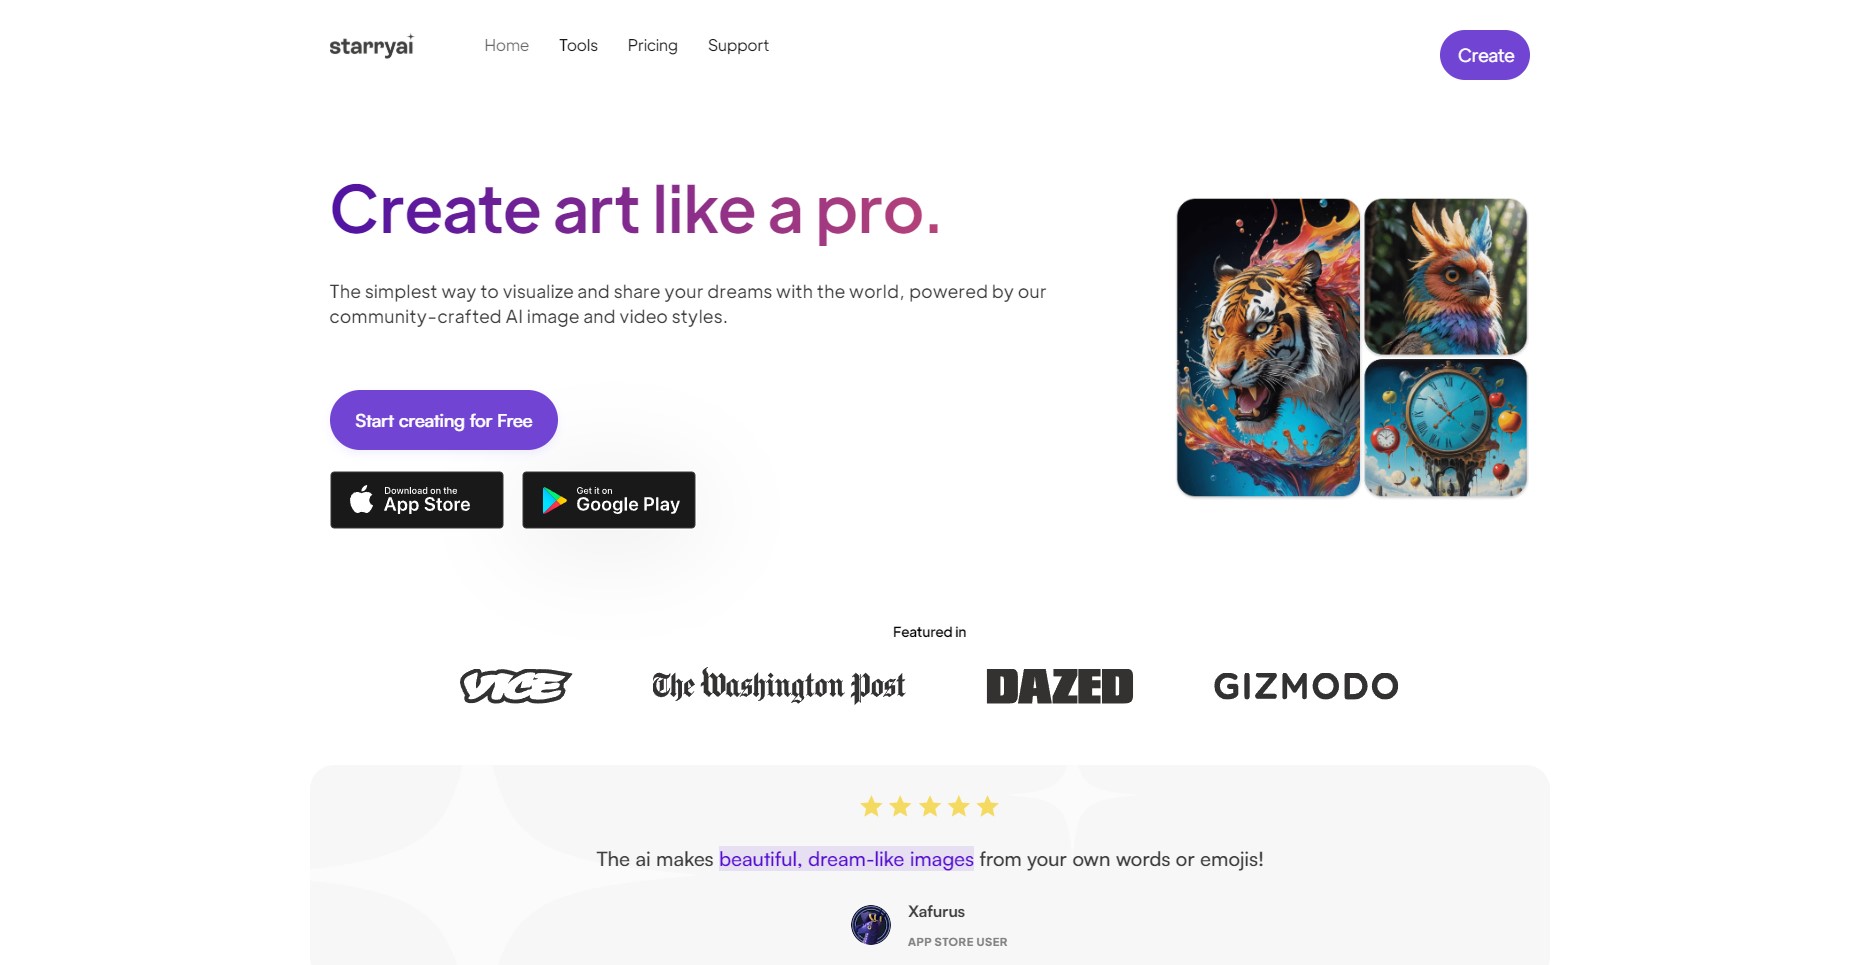 starryai
Home
Tools
Pricing
Support
Create
Create art like a pro.
The simplest way to visualize and share your dreams with the world, powered by our
community-crafted AI image and video styles.
Start creating for Free
Download on the
App Store
Get it on
Google Play
Featured in
VICE
The Washington Post
DAZED
GIZMODO
The ai makes beautiful, dream-like images from your own words or emojis!
Xafurus
APP STORE USER